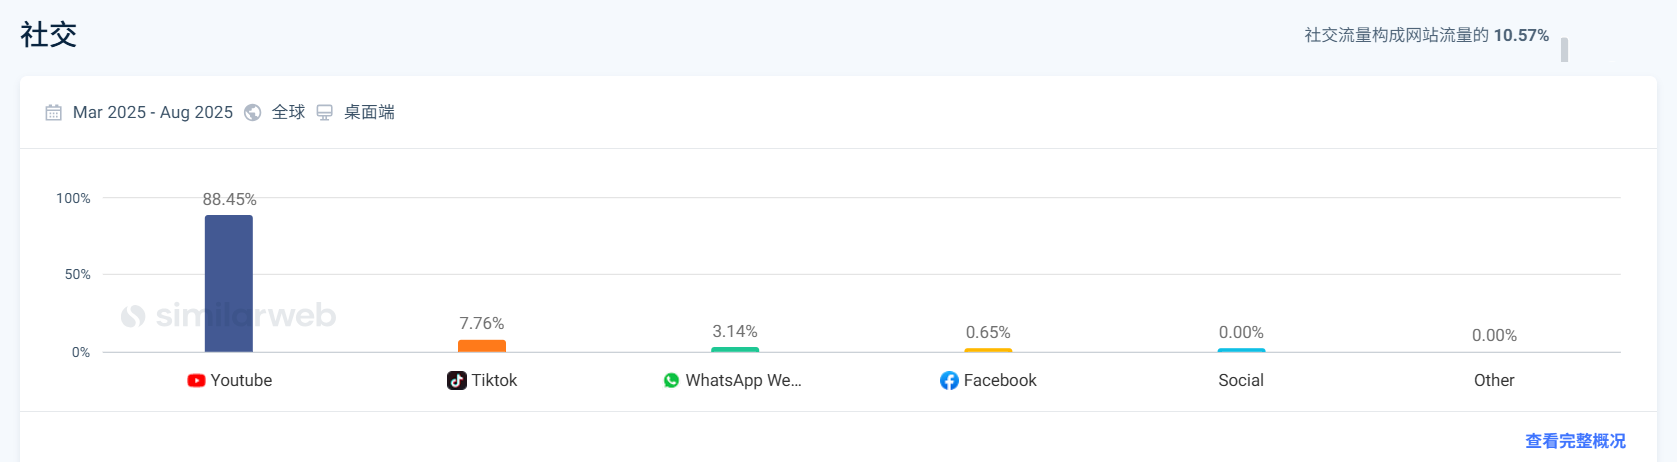 社交
社交流量构成网站流量的 10.57%
Mar 2025 - Aug 2025 全球 桌面端
100%
50%
0%
88.45%
7.76%
3.14%
0.65%
0.00%
0.00%
similarweb
Youtube
Tiktok
WhatsApp We...
Facebook
Social
Other
查看完整概况